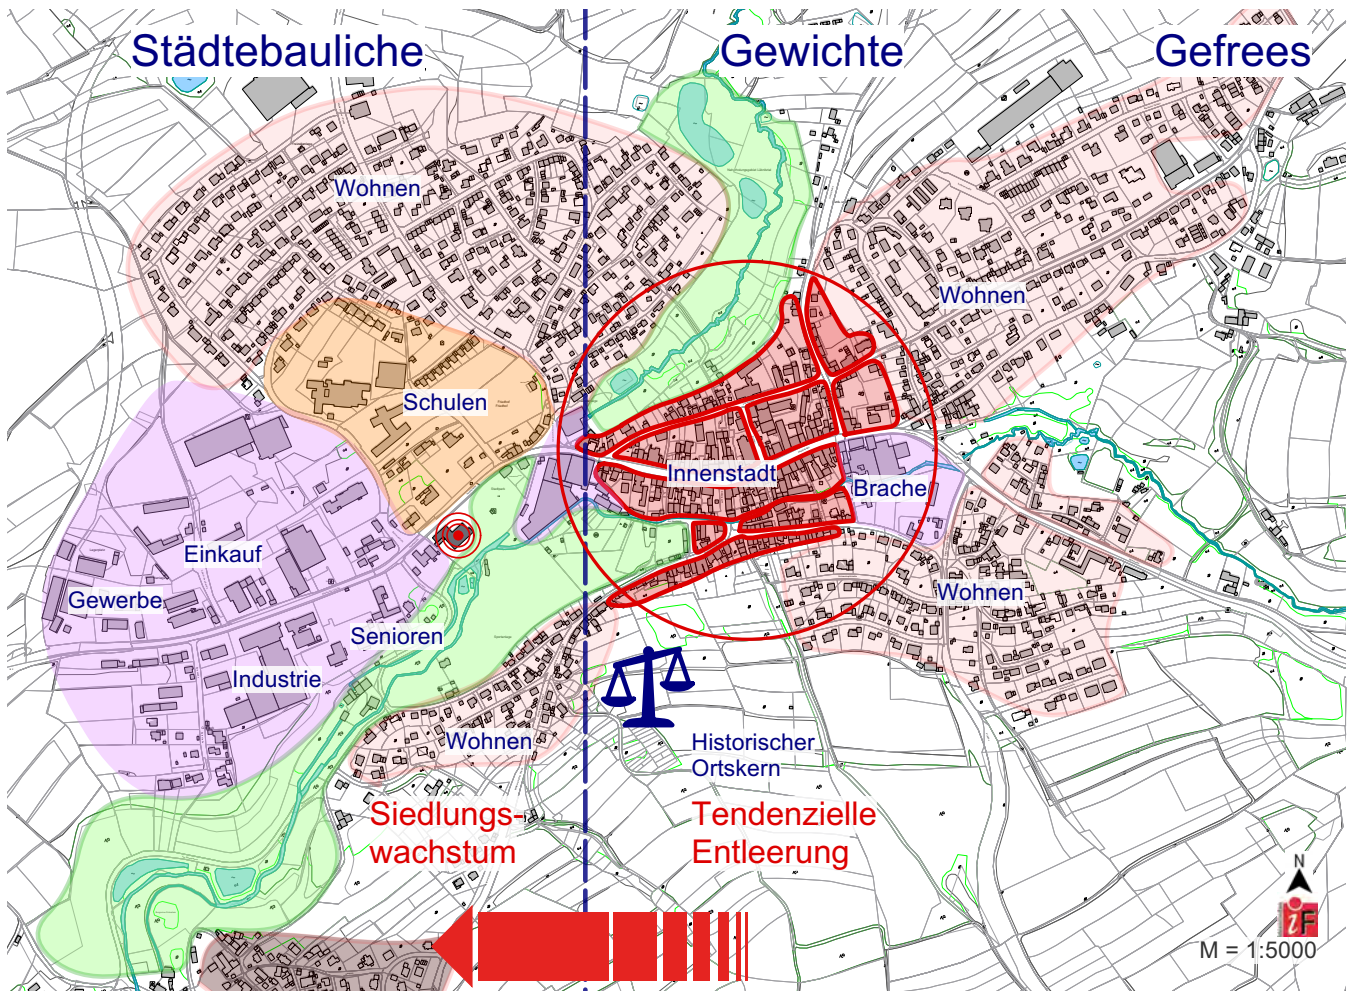 Städtebauliche Gewichte Gefrees
Wohnen
Wohnen
Schulen
Innenstadt
Brache
Einkauf
Gewerbe
Wohnen
Senioren
Industrie
Wohnen
Historischer
Ortskern
Siedlungs-
wachstum
Tendenzielle
Entleerung
N
iF
M = 1:5000